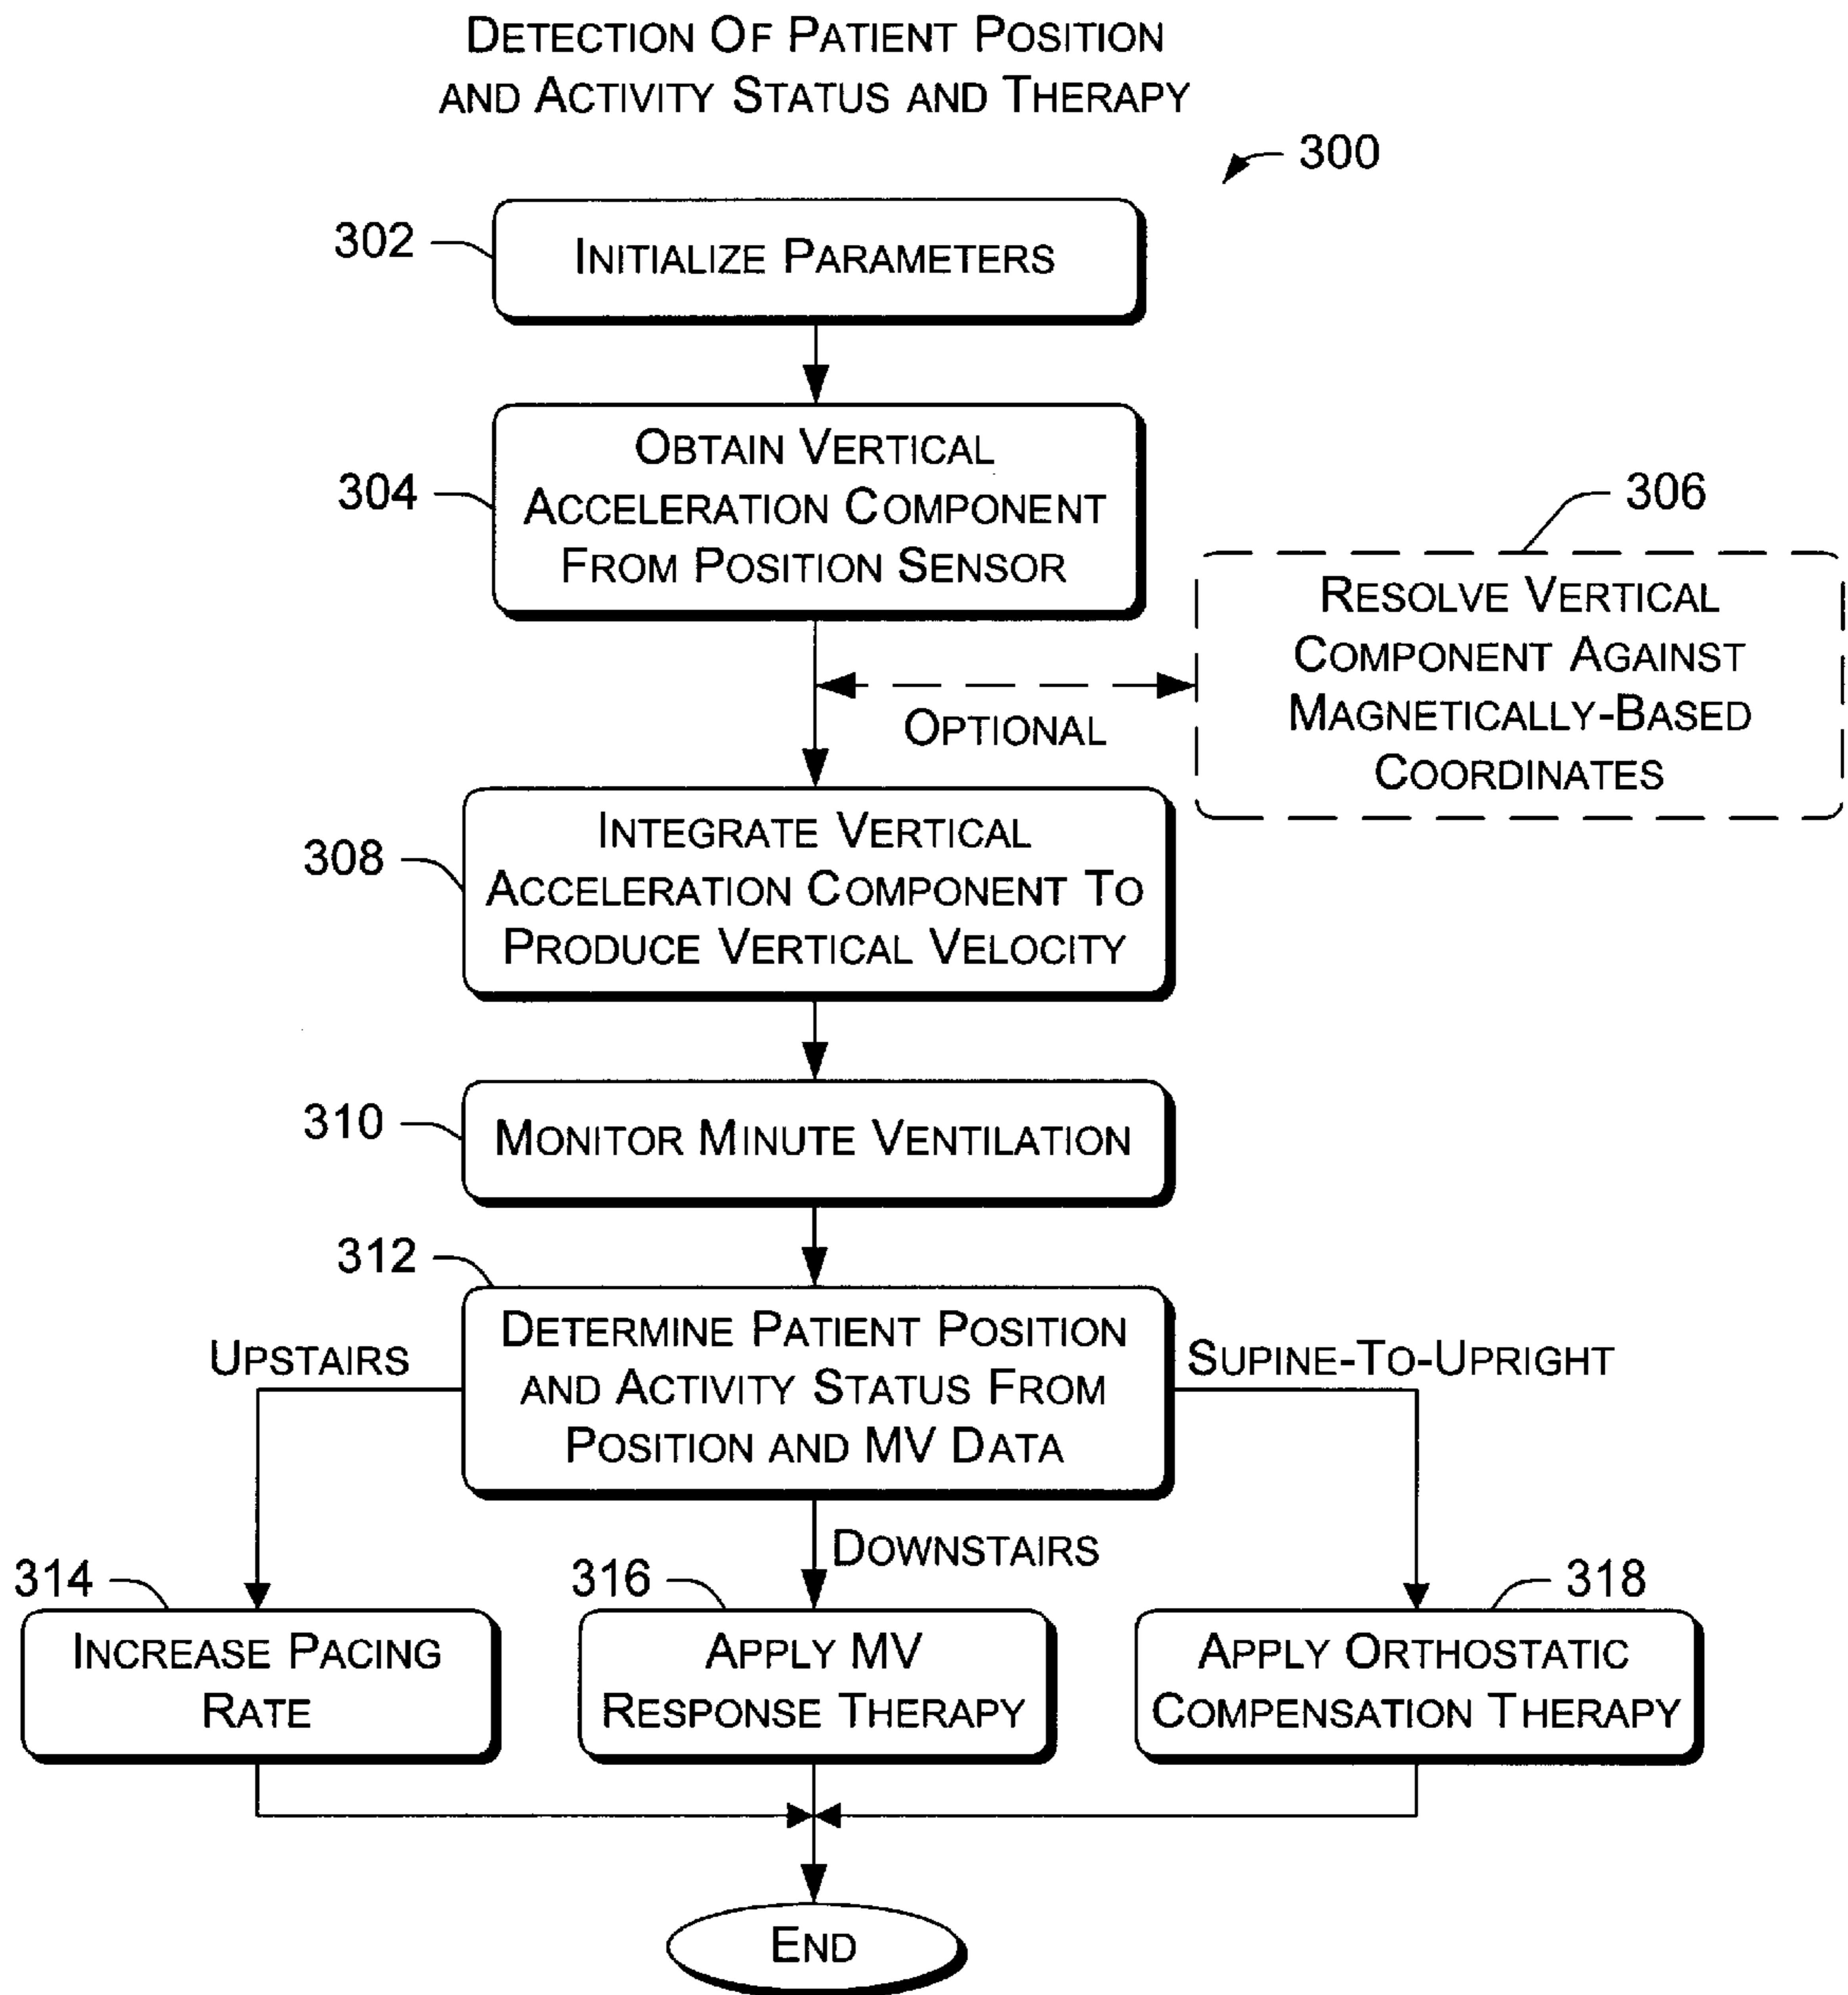 DETECTION OF PATIENT POSITION
AND ACTIVITY STATUS AND THERAPY
300
302
INITIALIZE PARAMETERS
304
OBTAIN VERTICAL
ACCELERATION COMPONENT
FROM POSITION SENSOR
306
RESOLVE VERTICAL
COMPONENT AGAINST
MAGNETICALLY-BASED
COORDINATES
OPTIONAL
308
INTEGRATE VERTICAL
ACCELERATION COMPONENT TO
PRODUCE VERTICAL VELOCITY
310
MONITOR MINUTE VENTILATION
312
DETERMINE PATIENT POSITION
AND ACTIVITY STATUS FROM
POSITION AND MV DATA
UPSTAIRS
SUPINE-TO-UPRIGHT
DOWNSTAIRS
314
INCREASE PACING
RATE
316
APPLY MV
RESPONSE THERAPY
318
APPLY ORTHOSTATIC
COMPENSATION THERAPY
END